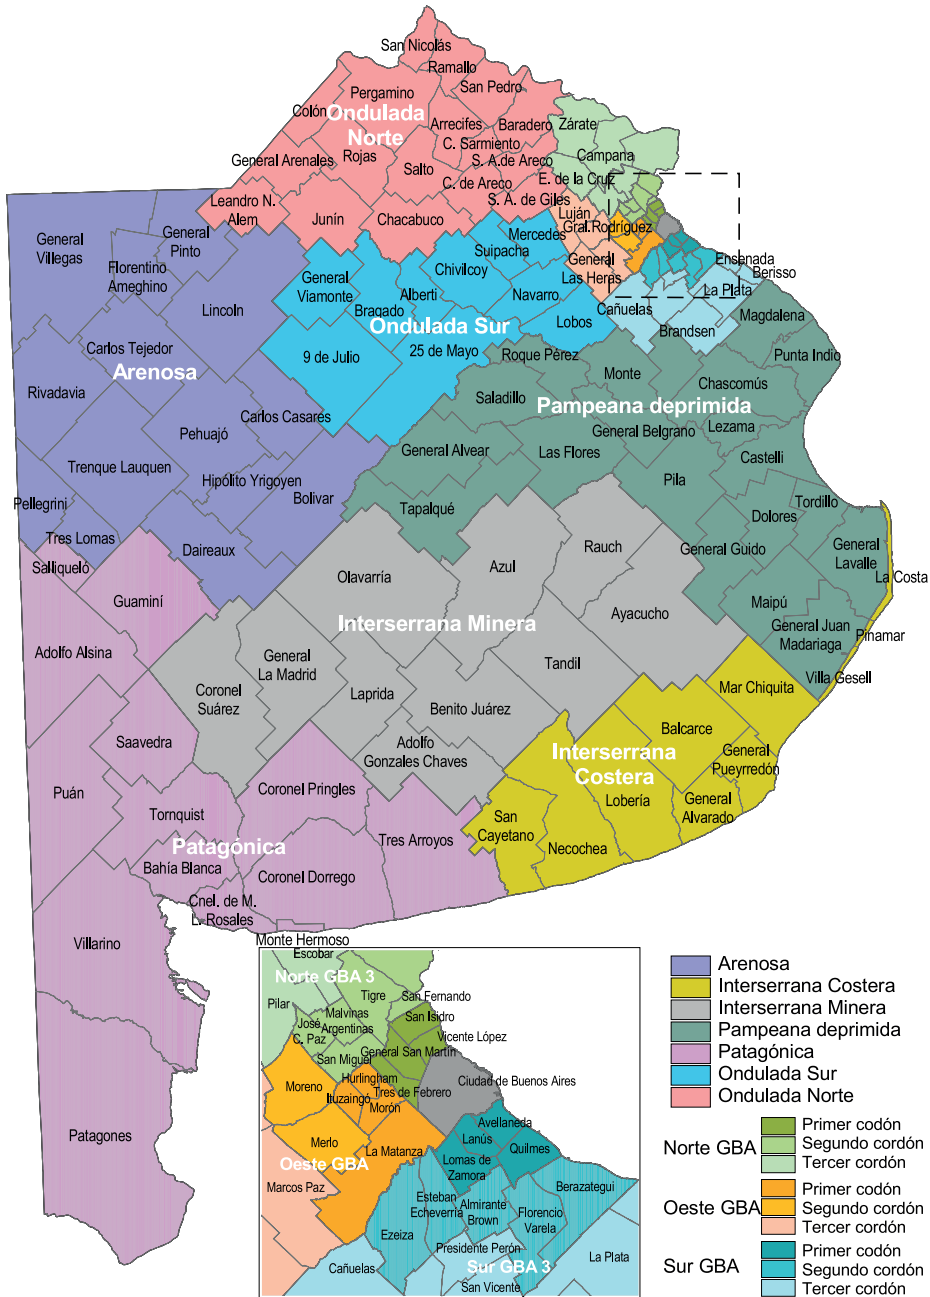 San Nicolás
Ramallo
San Pedro
Pergamino
Colón
Ondulada
Norte
Arrecifes
Baradero
Zárate
C. Sarmiento
Campana
General Arenales
Rojas
Salto
S. A.de Areco
E. de la Cruz
C. de Areco
Leandro N.
Alem
Junín
Chacabuco
S. A. de Giles
Luján
Gral.Rodríguez
General
Villegas
General
Pinto
Mercedes
Suipacha
Florentino
Ameghino
General
Viamonte
Chivilcoy
General
Las Heras
Ensenada
Berisso
Alberti
Navarro
La Plata
Lincoln
Bragado
Cañuelas
Magdalena
Ondulada Sur
Lobos
Brandsen
Carlos Tejedor
9 de Julio
25 de Mayo
Roque Pérez
Punta Indio
Arenosa
Monte
Chascomús
Rivadavia
Saladillo
Pampeana deprimida
Carlos Casares
Lezama
Pehuajó
General Belgrano
General Alvear
Las Flores
Castelli
Trenque Lauquen
Hipólito Yrigoyen
Pila
Bolivar
Tordillo
Pellegrini
Tapalqué
Dolores
Tres Lomas
Daireaux
Rauch
General Guido
General
Lavalle
Salliqueló
Azul
Olavarría
La Costa
Guaminí
Maipú
Ayacucho
Interserrana Minera
General Juan
Madariaga
Pinamar
Adolfo Alsina
General
La Madrid
Tandil
Villa Gesell
Coronel
Suárez
Laprida
Mar Chiquita
Benito Juárez
Balcarce
Saavedra
Adolfo
Gonzales Chaves
Interserrana
Costera
General
Pueyrredón
Puán
Coronel Pringles
Lobería
General
Alvarado
Tornquist
San
Cayetano
Tres Arroyos
Patagónica
Necochea
Bahía Blanca
Coronel Dorrego
Cnel. de M.
L. Rosales
Villarino
Monte Hermoso
Patagones
Escobar
Norte GBA 3
Tigre
San Fernando
Pilar
Malvinas
Argentinas
San Isidro
José
C. Paz
Vicente López
San Miguel
General
San Martín
Hurlingham
Ciudad de Buenos Aires
Moreno
Tres de Febrero
Ituzaingó
Morón
Avellaneda
Merlo
La Matanza
Lanús
Quilmes
Oeste GBA
Lomas de
Zamora
Marcos Paz
Berazategui
Esteban
Echeverría
Almirante
Brown
Florencio
Varela
Ezeiza
Presidente Perón
La Plata
Cañuelas
Sur GBA 3
San Vicente
Arenosa
Interserrana Costera
Interserrana Minera
Pampeana deprimida
Patagónica
Ondulada Sur
Ondulada Norte
Norte GBA
Primer codón
Segundo cordón
Tercer cordón
Oeste GBA
Primer codón
Segundo cordón
Tercer cordón
Sur GBA
Primer codón
Segundo cordón
Tercer cordón